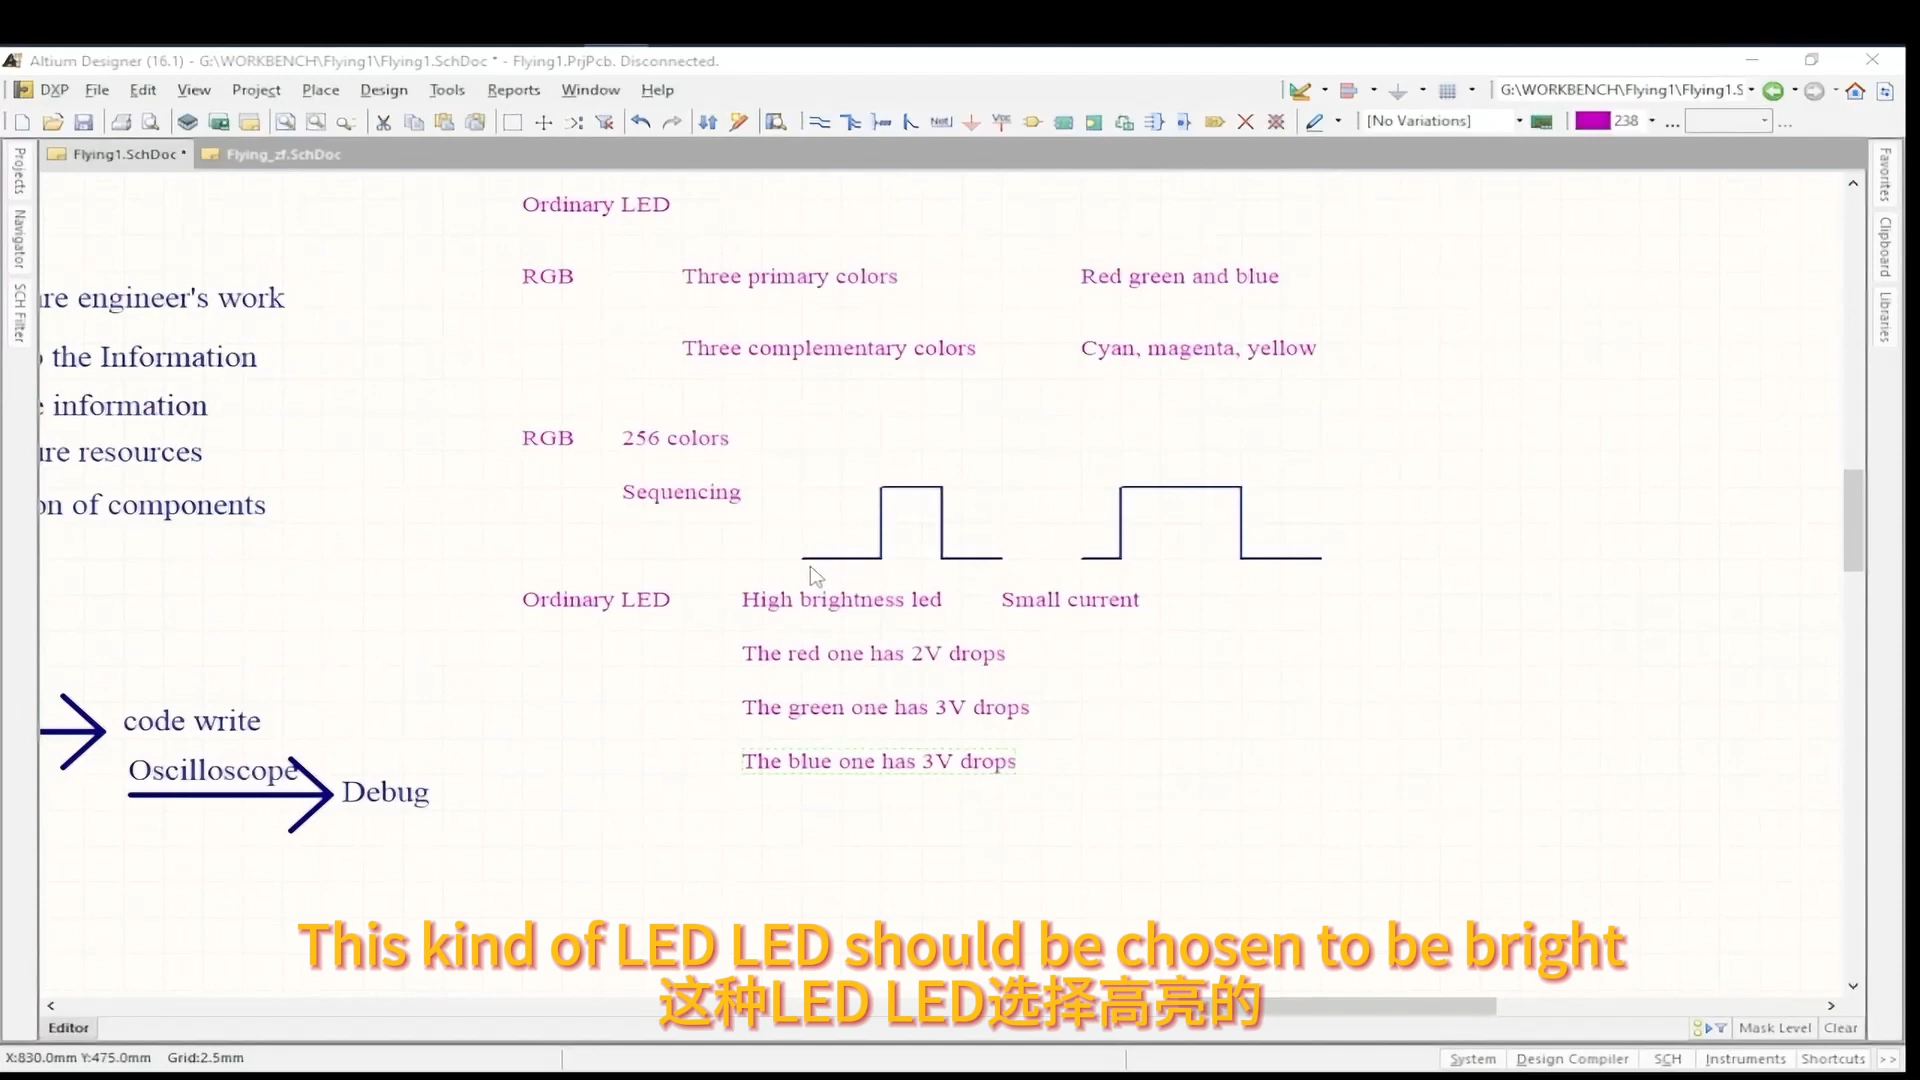 Altium Designer (16.1) - G:\WORKBENCH\Flying1\Flying1.SchDoc * - Flying1.PrjPcb. Disconnected.
DXP File Edit View Project Place Design Tools Reports Window Help G:\WORKBENCH\Flying1\Flying1.S
[No Variations] 238 ...
Flying1.SchDoc * Flying_zf.SchDoc
Projects
Navigator
SCH Filter
Favorites
Clipboard
Libraries
Ordinary LED
RGB Three primary colors Red green and blue
re engineer's work
the Information
Three complementary colors Cyan, magenta, yellow
information
RGB 256 colors
re resources
Sequencing
on of components
Ordinary LED High brightness led Small current
The red one has 2V drops
The green one has 3V drops
code write
The blue one has 3V drops
Oscilloscope
Debug
This kind of LED LED should be chosen to be bright
这种LED LED选择高亮的
Editor Mask Level Clear
X:830.0mm Y:475.0mm Grid:2.5mm System Design Compiler SCH Instruments Shortcuts >>